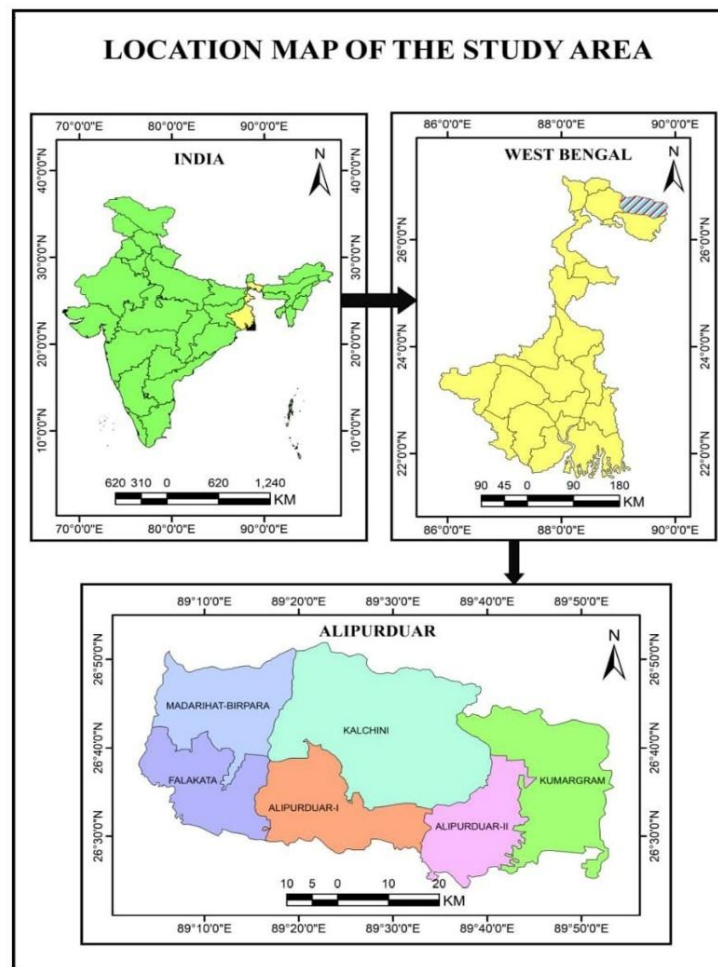 LOCATION MAP OF THE STUDY AREA
70°0'0"E 80°0'0"E 90°0'0"E
INDIA
N
40°0'0"N
30°0'0"N
20°0'0"N
10°0'0"N
40°0'0"N
30°0'0"N
20°0'0"N
10°0'0"N
620 310 0 620 1,240
KM
70°0'0"E 80°0'0"E 90°0'0"E
86°0'0"E 88°0'0"E 90°0'0"E
WEST BENGAL
N
26°0'0"N
24°0'0"N
22°0'0"N
26°0'0"N
24°0'0"N
22°0'0"N
90 45 0 90 180
KM
86°0'0"E 88°0'0"E 90°0'0"E
89°10'0"E 89°20'0"E 89°30'0"E 89°40'0"E 89°50'0"E
ALIPURDUAR
N
26°50'0"N
26°40'0"N
26°30'0"N
26°50'0"N
26°40'0"N
26°30'0"N
MADARIHAT-BIRPARA
KALCHINI
FALAKATA
KUMARGRAM
ALIPURDUAR-I
ALIPURDUAR-II
10 5 0 10 20
KM
89°10'0"E 89°20'0"E 89°30'0"E 89°40'0"E 89°50'0"E